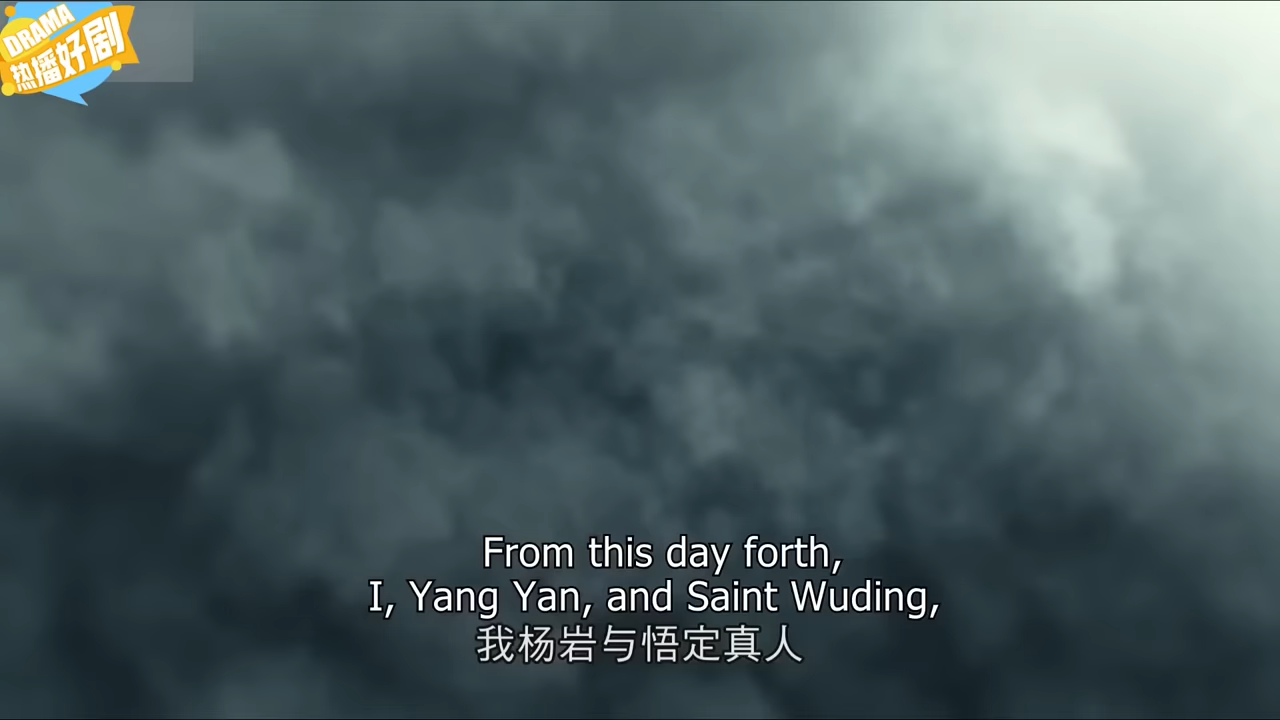 DRAMA
热播好剧
From this day forth,
I, Yang Yan, and Saint Wuding,
我杨岩与悟定真人